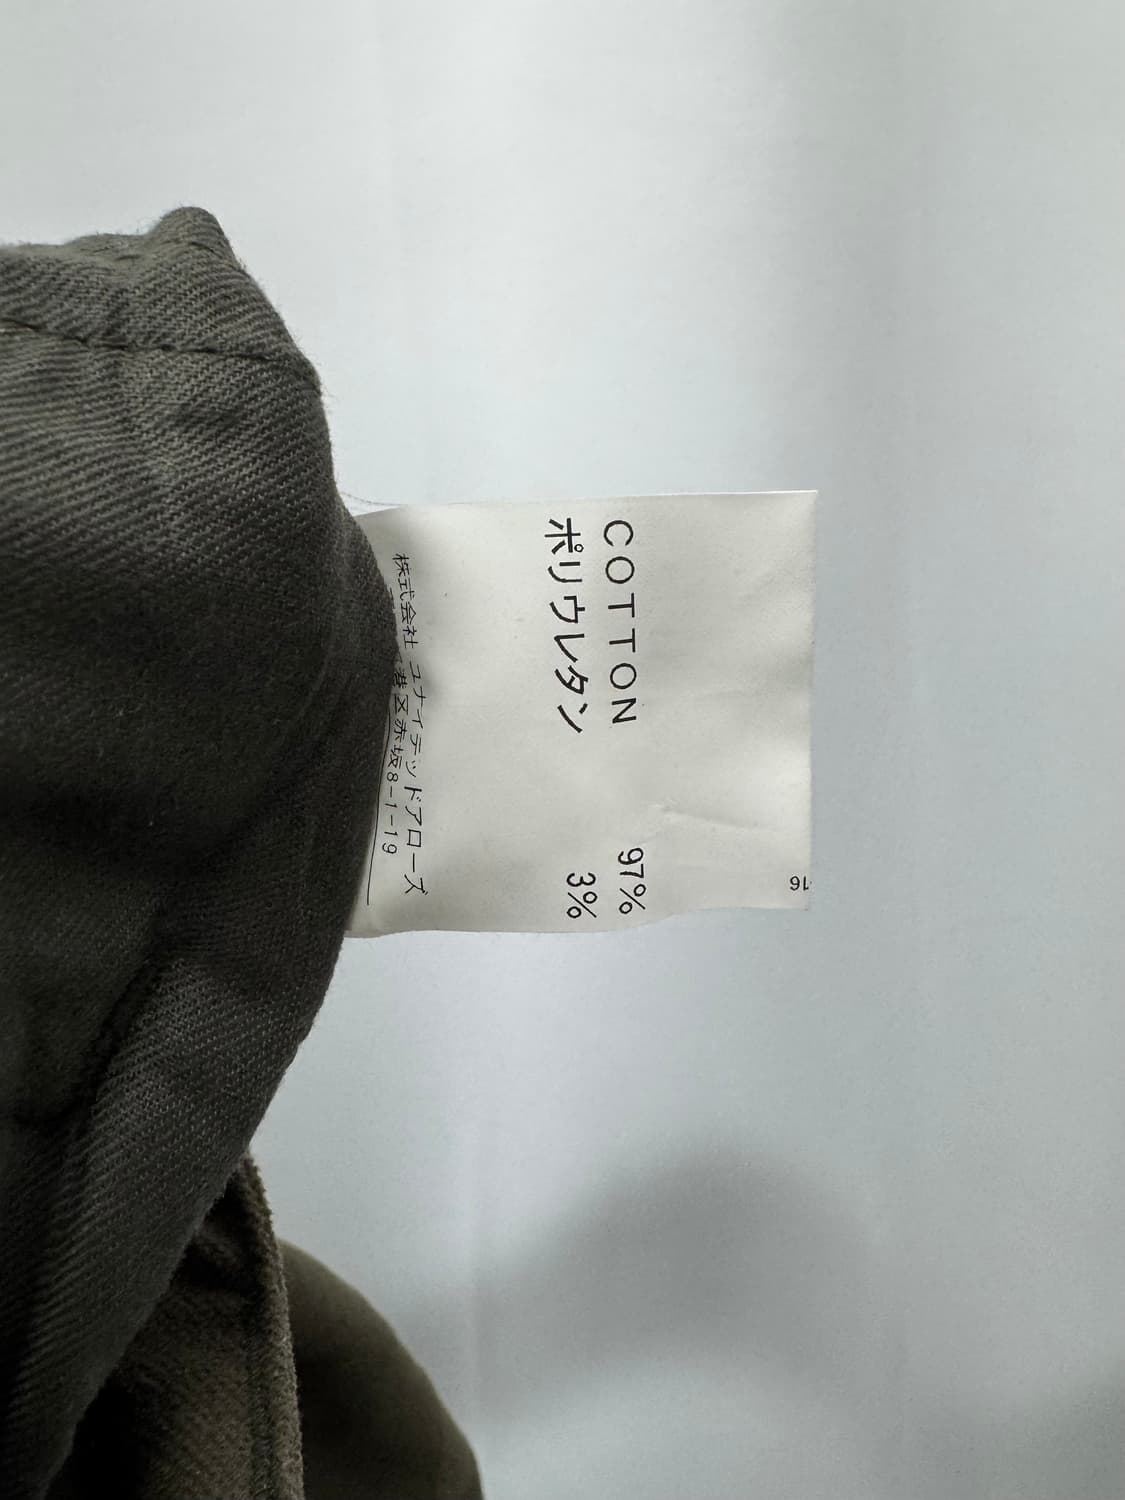 COTTON 97%
ポリウレタン 3%
株式会社 ユナイテッドアローズ
港区赤坂8-1-19
16